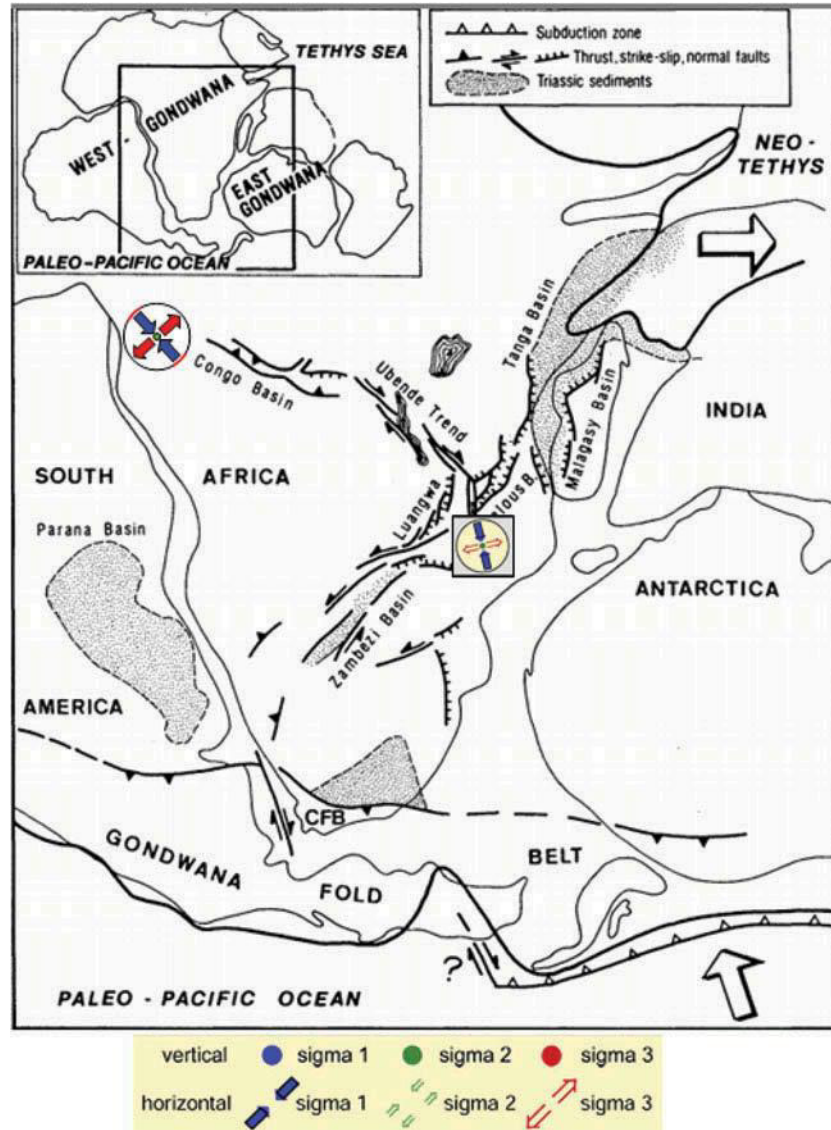 TETHYS SEA
WEST - GONDWANA
EAST
GONDWANA
PALEO-PACIFIC OCEAN
Subduction zone
Thrust, strike-slip, normal faults
Triassic sediments
NEO-
TETHYS
Tanga Basin
Congo Basin
Ubende Trend
Malagasy Basin
INDIA
SOUTH
AFRICA
Luangwa
lous B.
Parana Basin
ANTARCTICA
Zambezi Basin
AMERICA
CFB
GONDWANA
FOLD
BELT
?
PALEO - PACIFIC OCEAN
vertical sigma 1 sigma 2 sigma 3
horizontal sigma 1 sigma 2 sigma 3